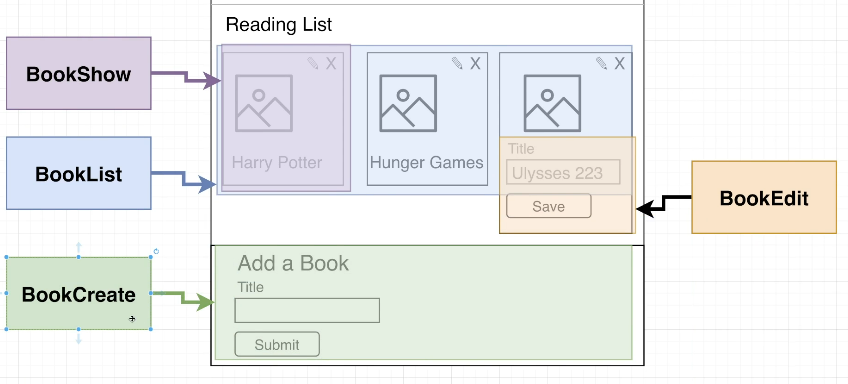 Reading List
BookShow
X
X
X
Harry Potter
Hunger Games
Title
Ulysses 223
Save
BookList
BookEdit
BookCreate
Add a Book
Title
Submit